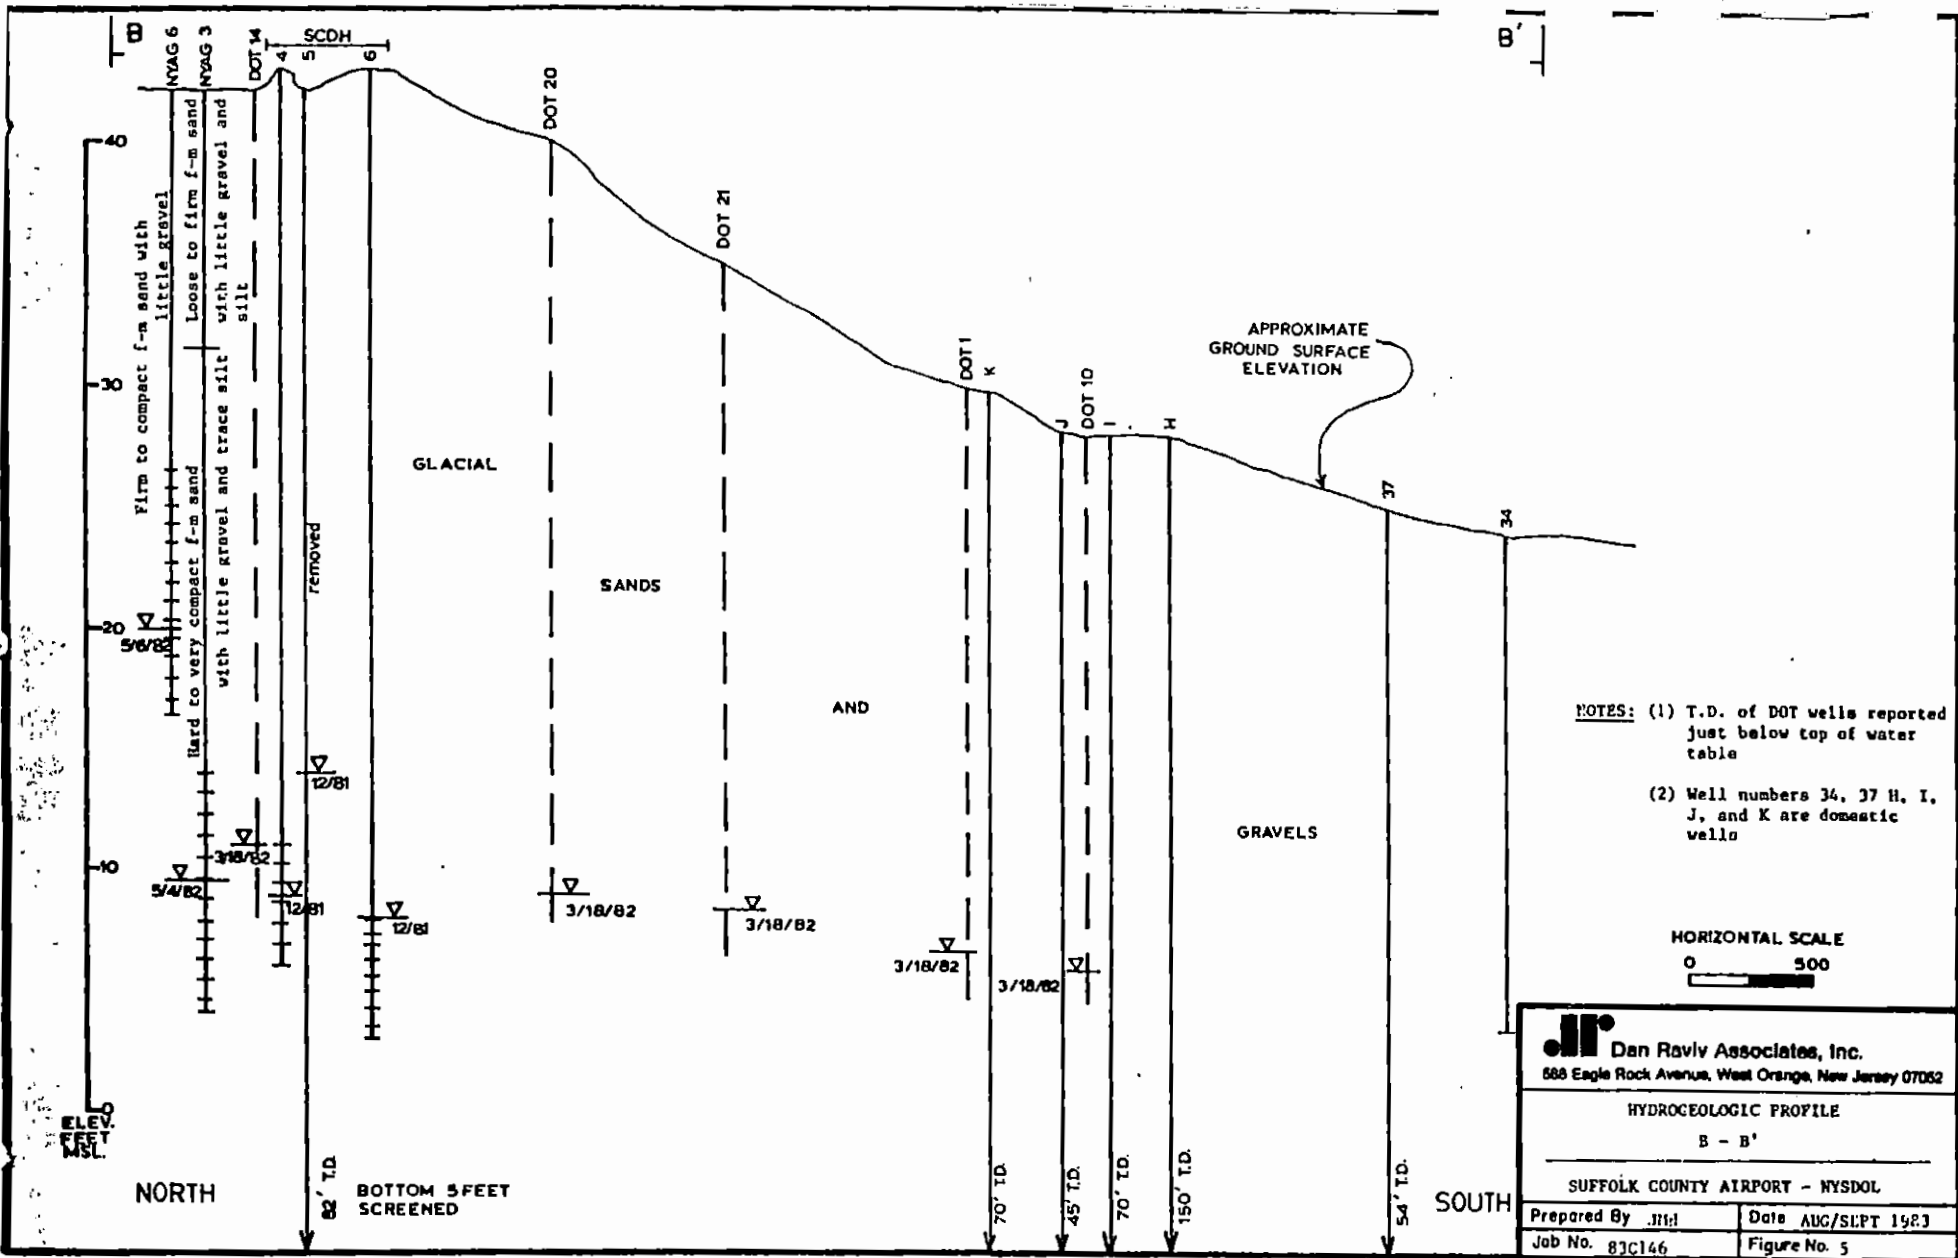 B
NYAG 6
NYAG 3
DOT 14
SCDH
4
5
6
DOT 20
DOT 21
DOT 1
K
J
DOT 10
I
H
37
34
B'
40
30
20
10
0
ELEV.
FEET
MSL.
Firm to compact f-m sand with
little gravel
Loose to firm f-m sand
with little gravel and
silt
Hard to very compact f-m sand
with little gravel and trace silt
removed
GLACIAL
SANDS
AND
GRAVELS
APPROXIMATE
GROUND SURFACE
ELEVATION
5/6/82
5/4/82
3/18/82
12/81
12/81
12/81
3/18/82
3/18/82
3/18/82
3/18/82
NOTES: (1) T.D. of DOT wells reported
just below top of water
table
(2) Well numbers 34, 37 H, I,
J, and K are domestic
wells
HORIZONTAL SCALE
0 500
NORTH
82' T.D.
BOTTOM 5 FEET
SCREENED
70' T.D.
45' T.D.
70' T.D.
150' T.D.
54' T.D.
SOUTH
Dan Raviv Associates, Inc.
588 Eagle Rock Avenue, West Orange, New Jersey 07052
HYDROGEOLOGIC PROFILE
B - B'
SUFFOLK COUNTY AIRPORT - NYSDOL
Prepared By
Date AUG/SEPT 1983
Job No. 83C146
Figure No. 5